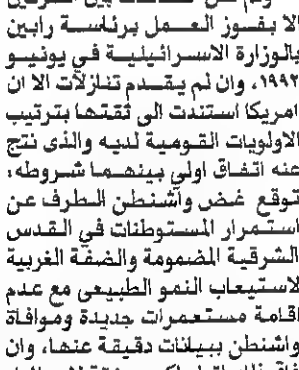 الا بفوز العمل برئاسة رابين
بالوزارة الاسرائيلية في يونيو
١٩٩٢، وان لم يقدم تنازلات الا ان
امريكا استندت الى ثقتها بترتيب
الاولويات القومية لديه والذى نتج
عنه اتفاق اولي بينهما شروطه:
توقع غض واشنطن الطرف عن
استمرار المستوطنات في القدس
الشرقية المضمومة والضفة الغربية
لاستيعاب النمو الطبيعى مع عدم
اقامة مستعمرات جديدة وموافاة
واشنطن ببيانات دقيقة عنها، وان